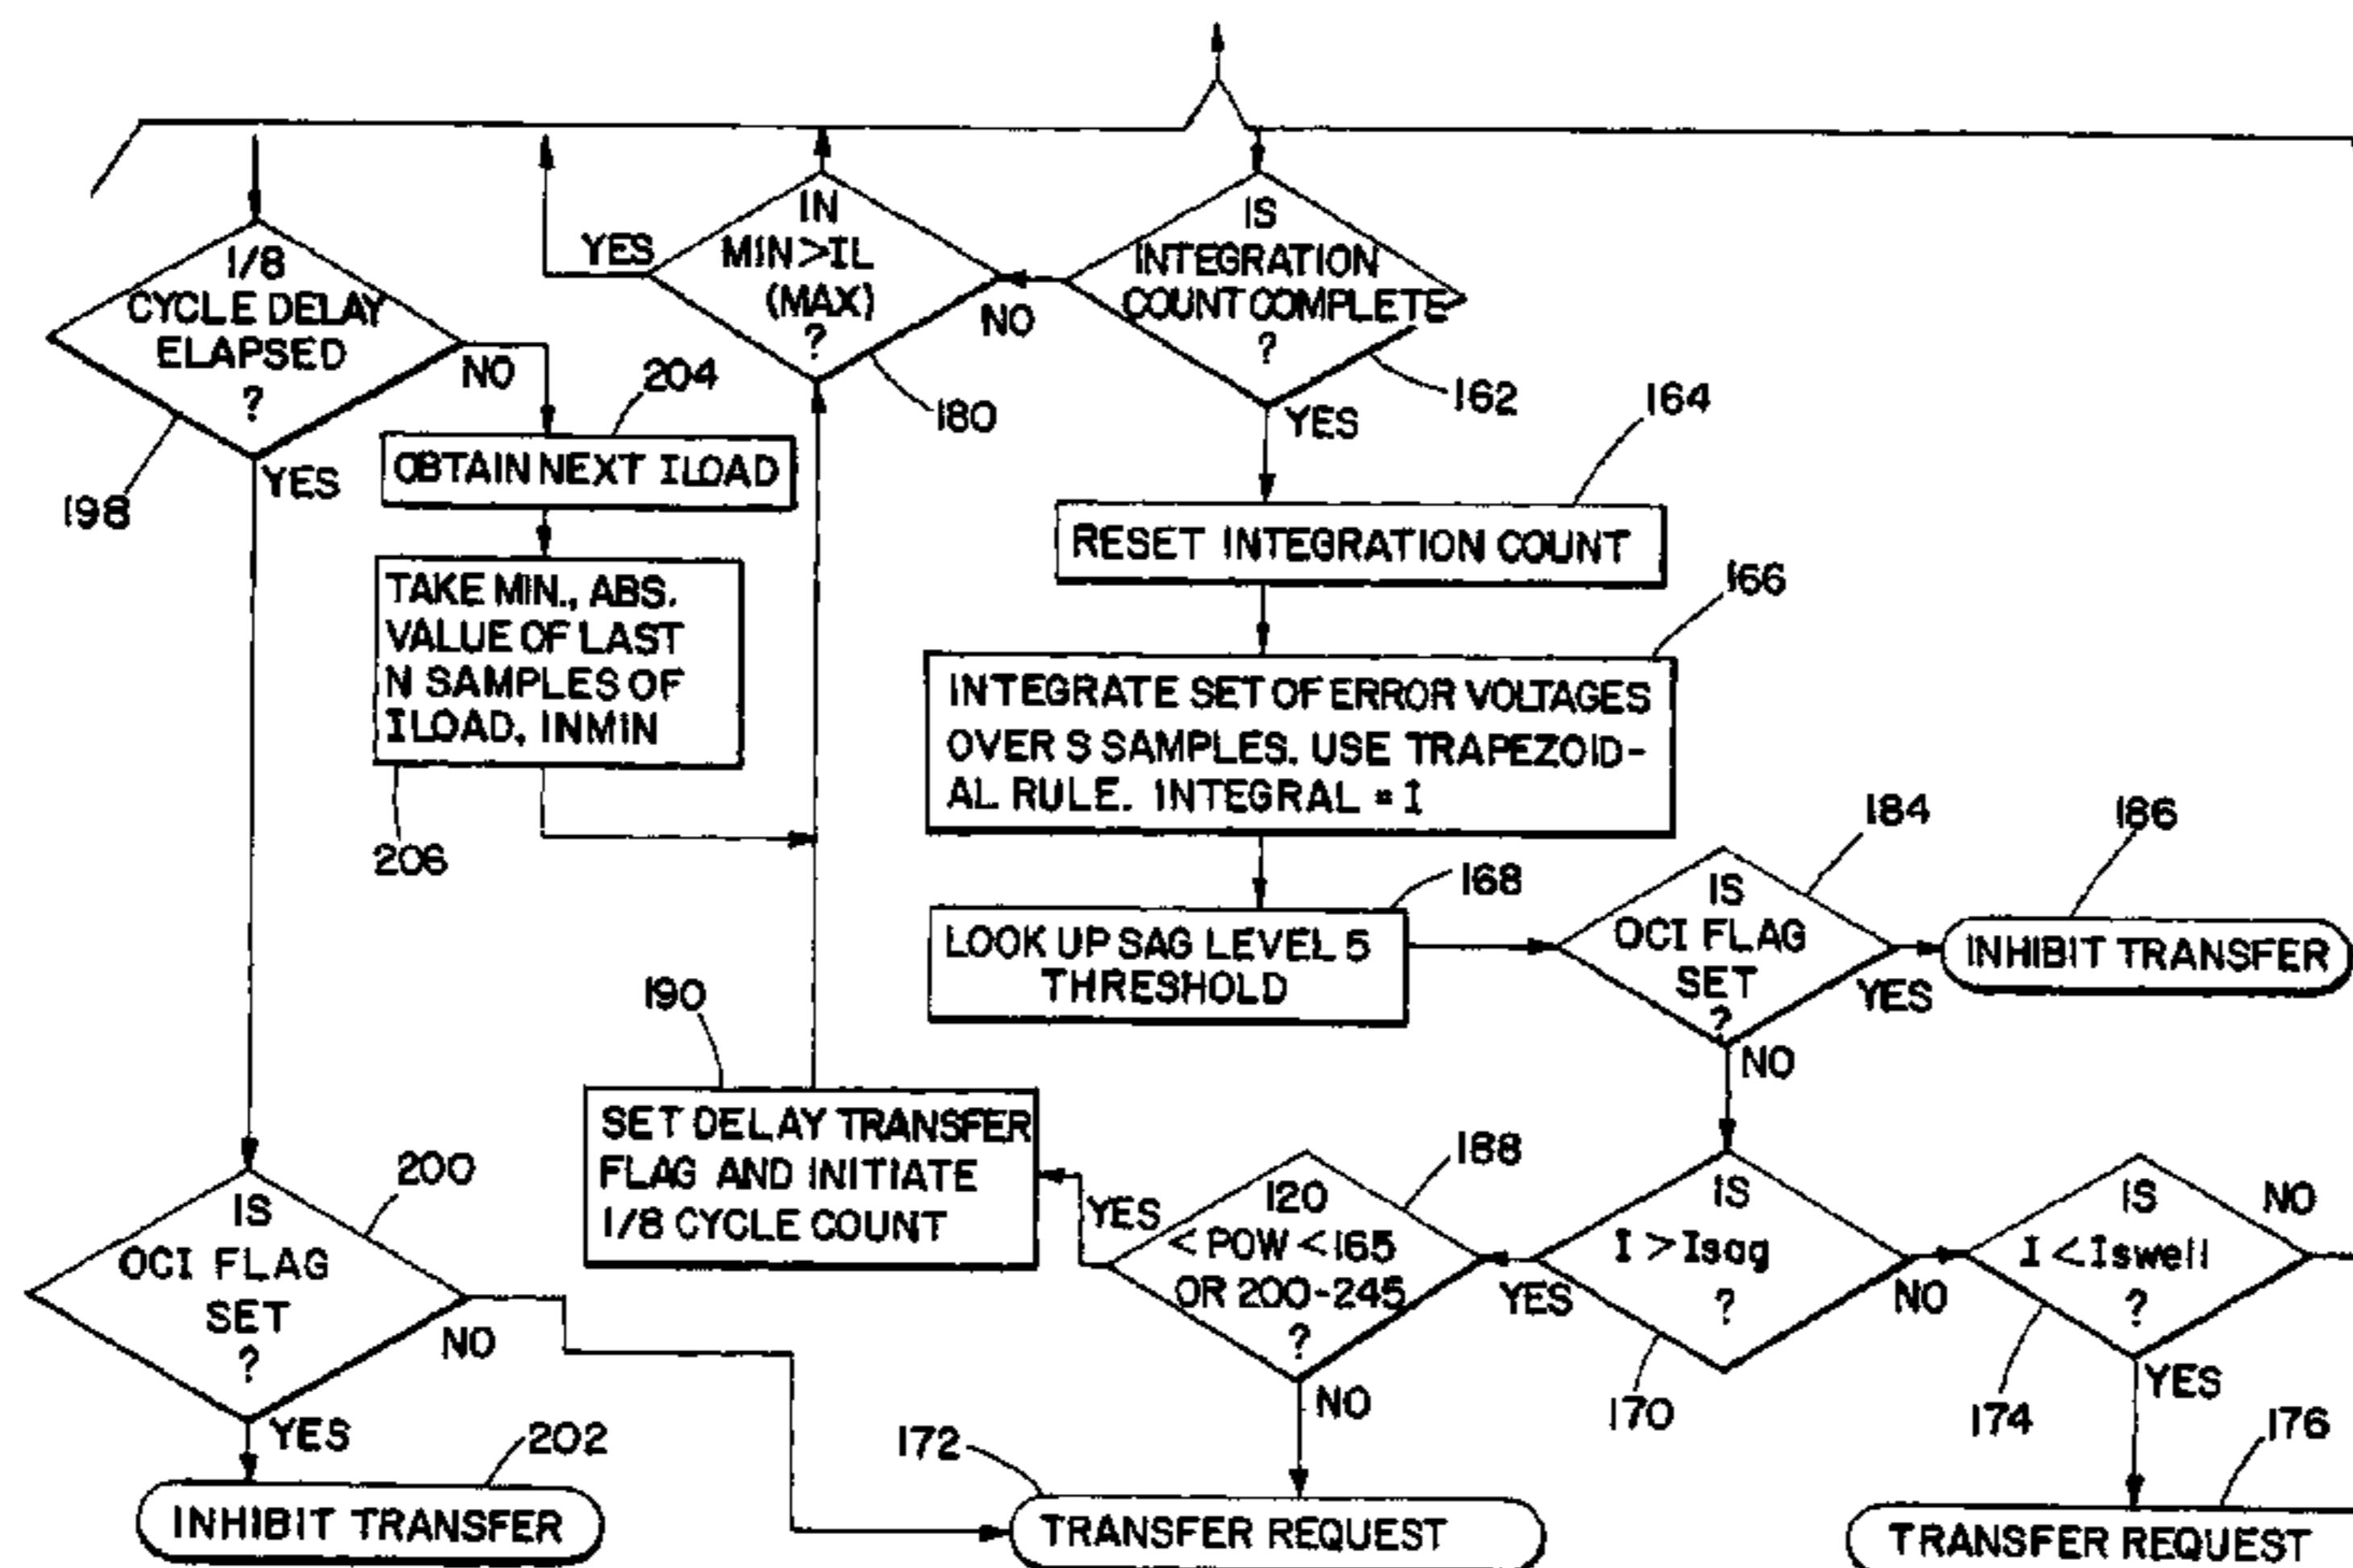 1/8
CYCLE DELAY
ELAPSED
?
NO
YES
198
204
OBTAIN NEXT ILOAD
TAKE MIN., ABS.
VALUE OF LAST
N SAMPLES OF
ILOAD, INMIN
206
YES
IN
MIN>IL
(MAX)
?
180
NO
IS
INTEGRATION
COUNT COMPLETE
?
162
YES
164
RESET INTEGRATION COUNT
166
INTEGRATE SET OF ERROR VOLTAGES
OVER S SAMPLES. USE TRAPEZOID-
AL RULE. INTEGRAL = I
168
LOOK UP SAG LEVEL 5
THRESHOLD
184
IS
OCI FLAG
SET
?
YES
NO
186
INHIBIT TRANSFER
190
SET DELAY TRANSFER
FLAG AND INITIATE
1/8 CYCLE COUNT
YES
188
120
< POW <165
OR 200-245
?
NO
YES
IS
I >Isag
?
170
NO
IS
I <Iswell
?
NO
174
YES
176
TRANSFER REQUEST
200
IS
OCI FLAG
SET
?
NO
YES
202
INHIBIT TRANSFER
172
TRANSFER REQUEST